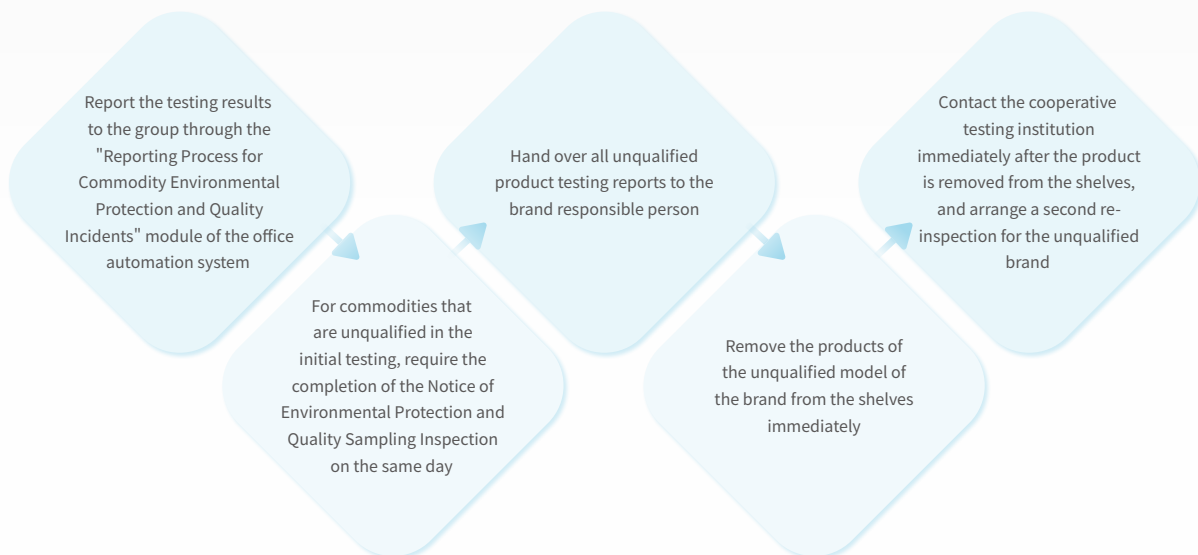 Report the testing results
to the group through the
"Reporting Process for
Commodity Environmental
Protection and Quality
Incidents" module of the office
automation system
For commodities that
are unqualified in the
initial testing, require the
completion of the Notice of
Environmental Protection and
Quality Sampling Inspection
on the same day
Hand over all unqualified
product testing reports to the
brand responsible person
Remove the products of
the unqualified model of
the brand from the shelves
immediately
Contact the cooperative
testing institution
immediately after the product
is removed from the shelves,
and arrange a second re-
inspection for the unqualified
brand